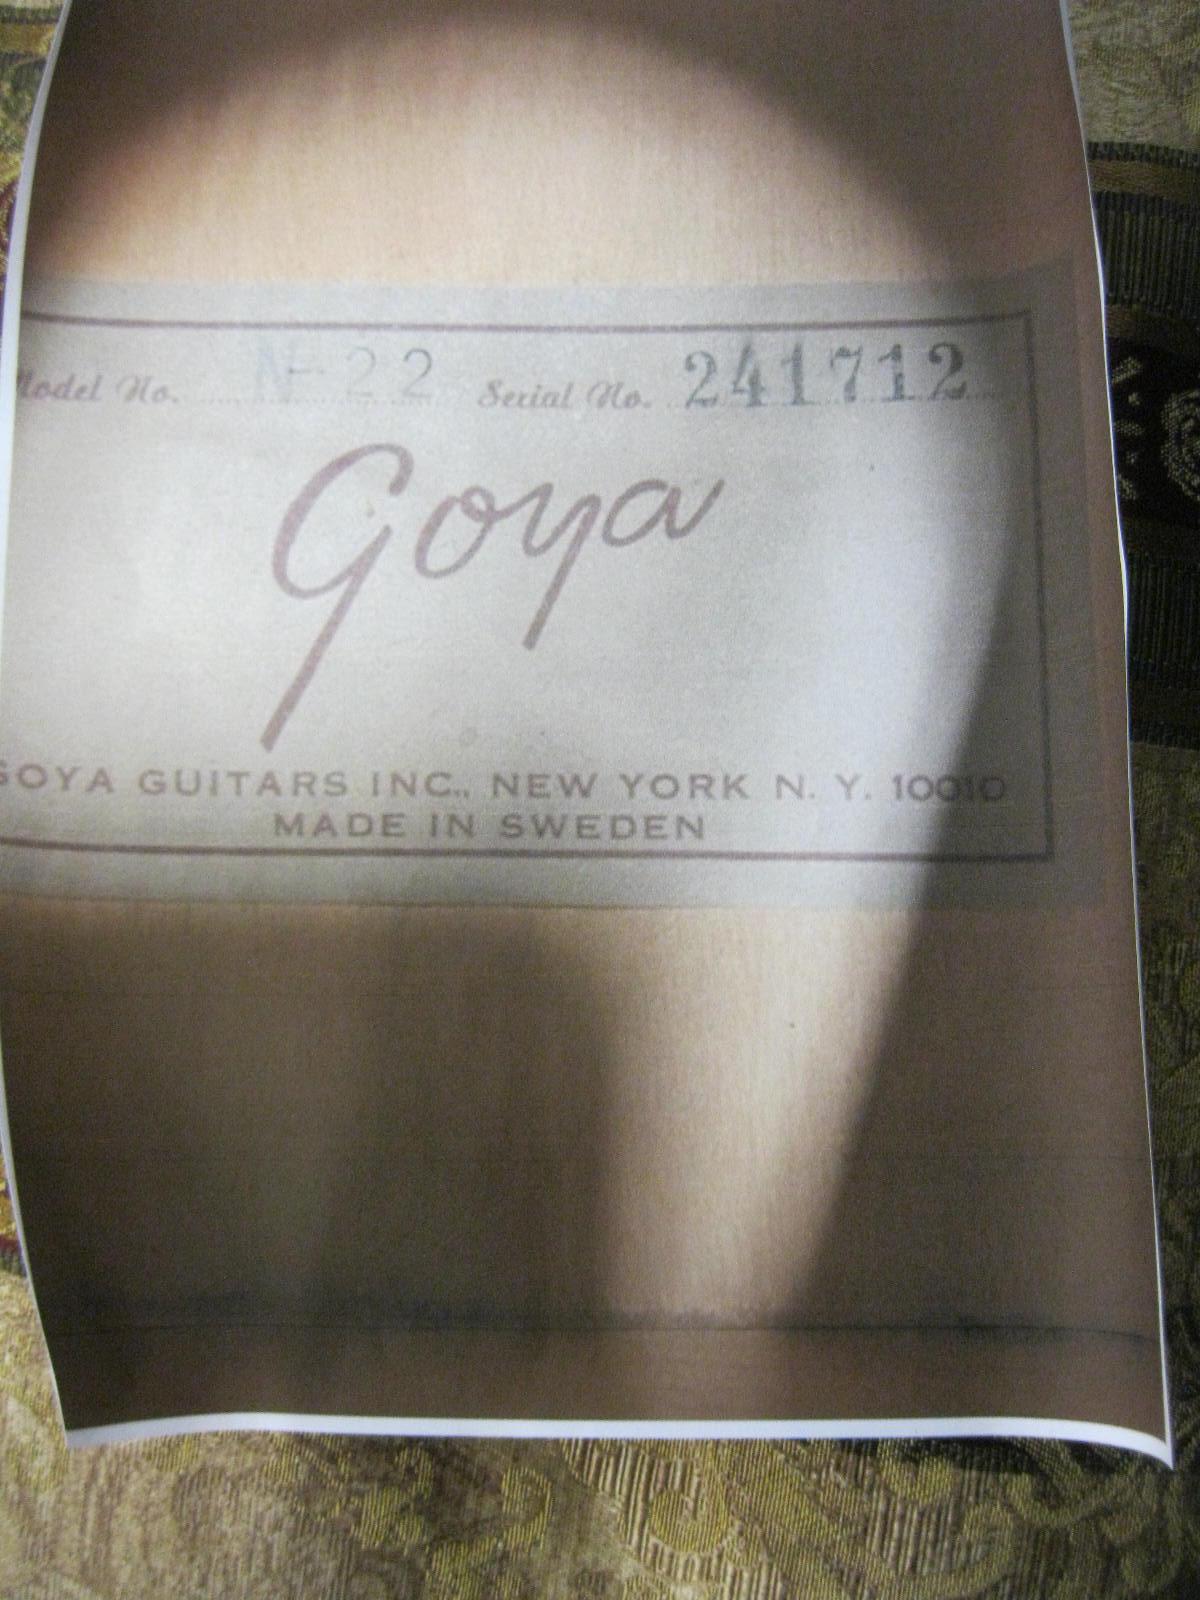 Model No. N-22 Serial No. 241712
Goya
GOYA GUITARS INC., NEW YORK N. Y. 10010
MADE IN SWEDEN